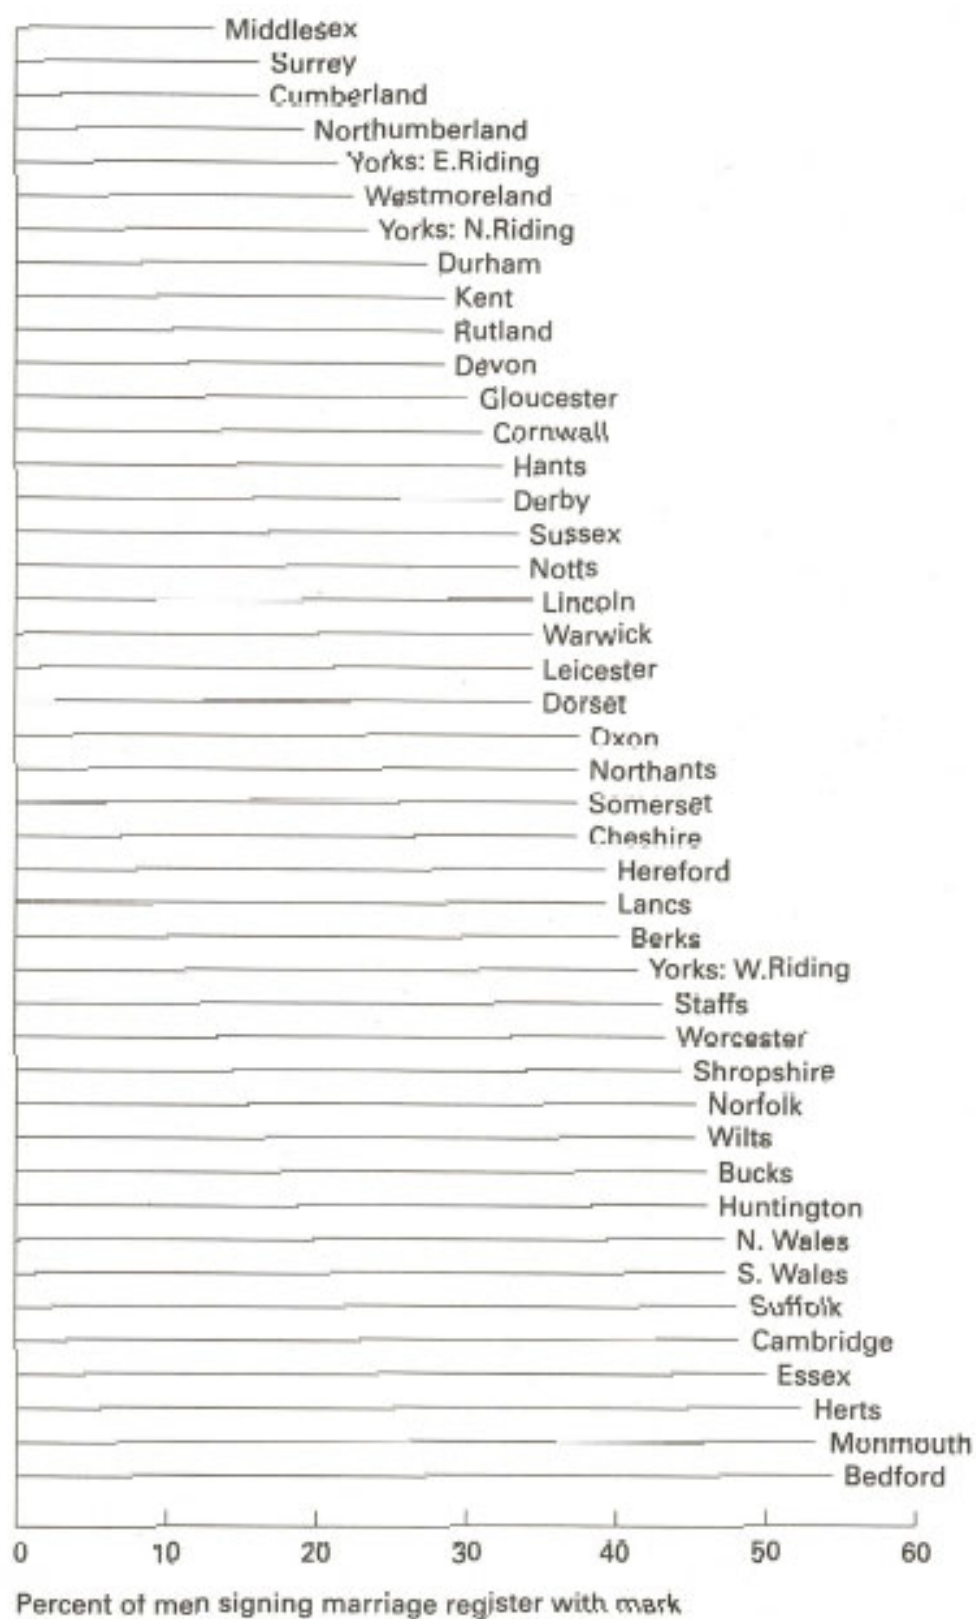 Middlesex
Surrey
Cumberland
Northumberland
Yorks: E.Riding
Westmoreland
Yorks: N.Riding
Durham
Kent
Rutland
Devon
Gloucester
Cornwall
Hants
Derby
Sussex
Notts
Lincoln
Warwick
Leicester
Dorset
Oxon
Northants
Somerset
Cheshire
Hereford
Lancs
Berks
Yorks: W.Riding
Staffs
Worcester
Shropshire
Norfolk
Wilts
Bucks
Huntington
N. Wales
S. Wales
Suffolk
Cambridge
Essex
Herts
Monmouth
Bedford
0 10 20 30 40 50 60
Percent of men signing marriage register with mark